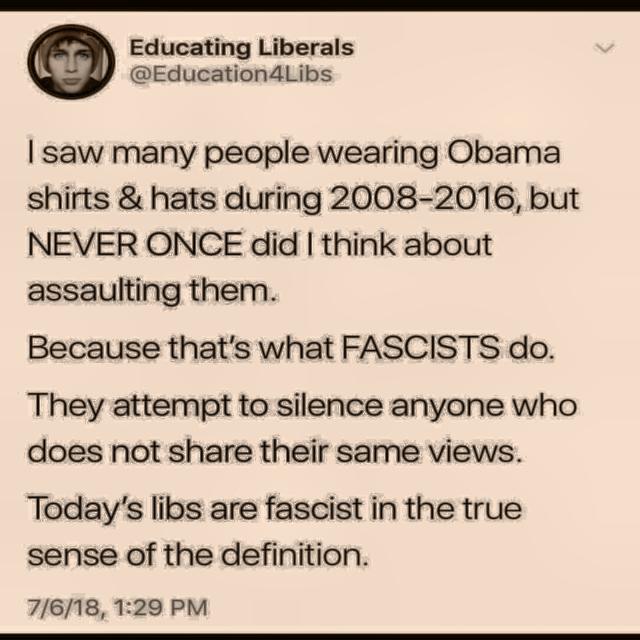 Educating Liberals
@Education4Libs
I saw many people wearing Obama
shirts & hats during 2008-2016, but
NEVER ONCE did I think about
assaulting them.
Because that's what FASCISTS do.
They attempt to silence anyone who
does not share their same views.
Today's libs are fascist in the true
sense of the definition.
7/6/18, 1:29 PM